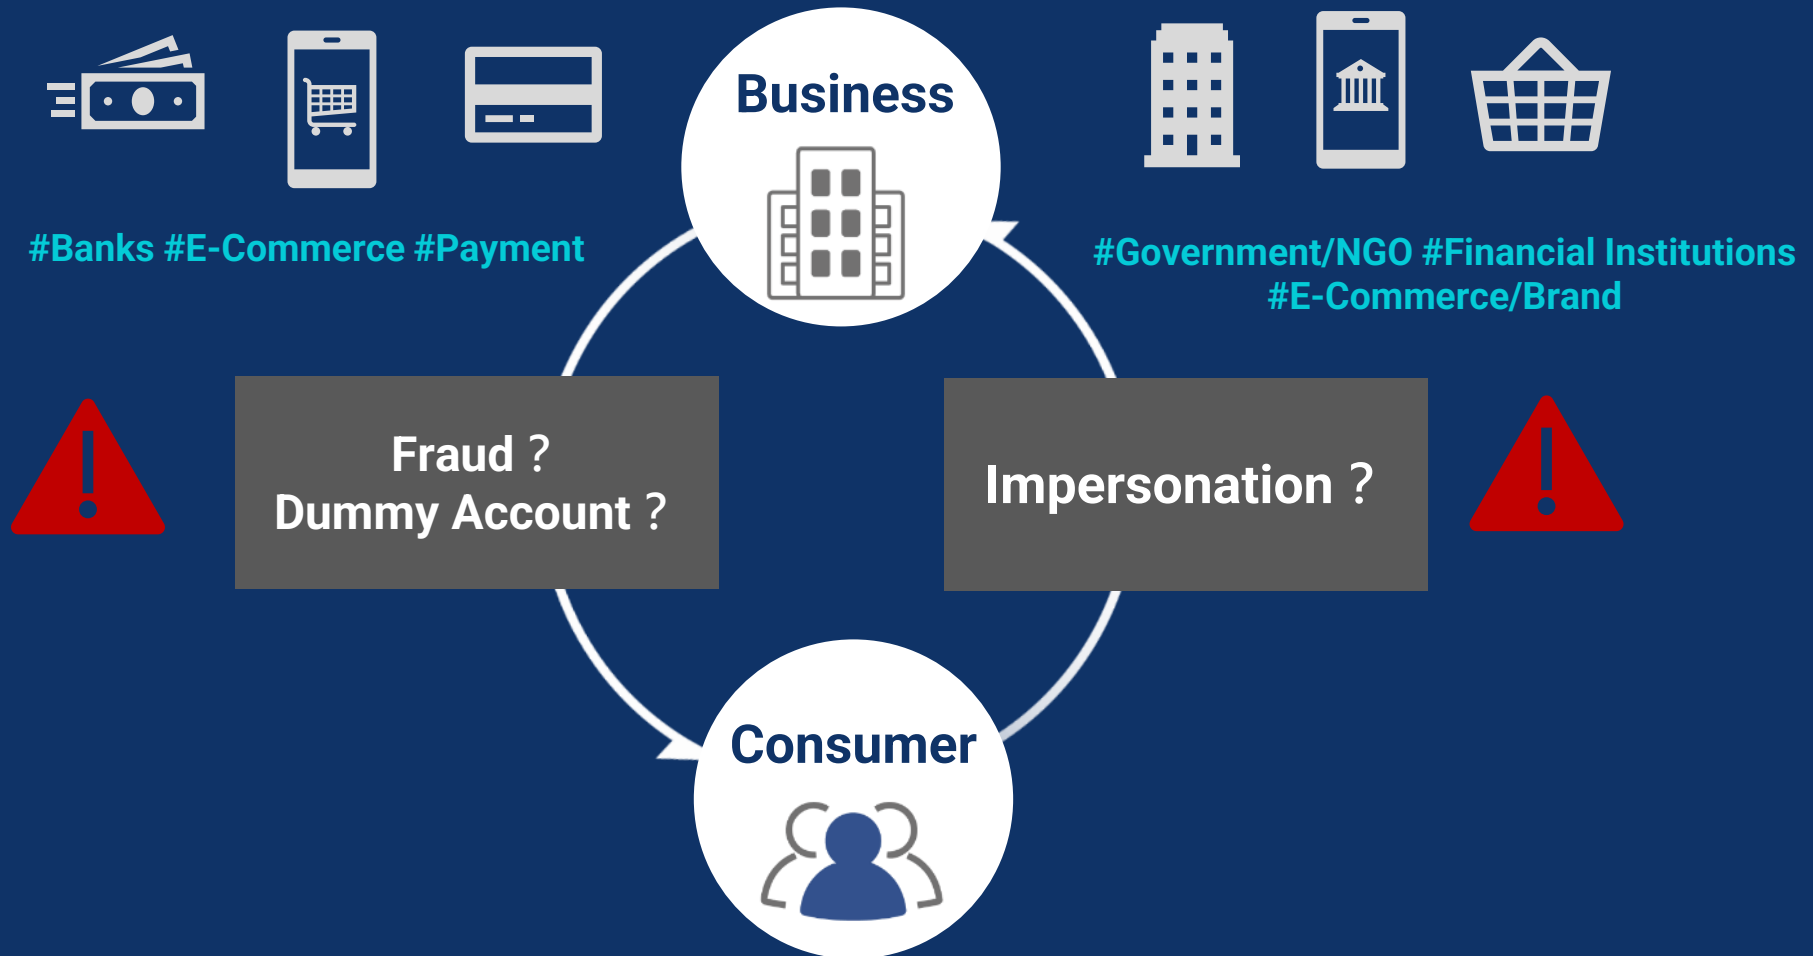 Business
#Banks #E-Commerce #Payment
#Government/NGO #Financial Institutions
#E-Commerce/Brand
Fraud？
Dummy Account？
Impersonation？
Consumer